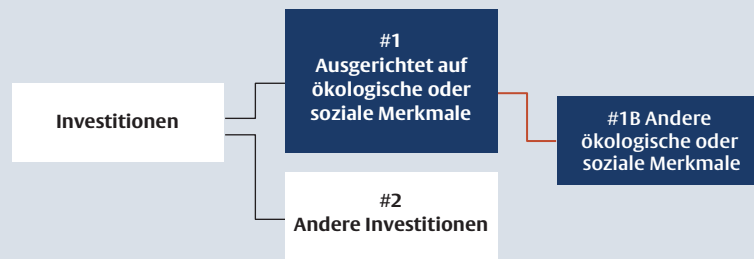 Investitionen
#1
Ausgerichtet auf
ökologische oder
soziale Merkmale
#1B Andere
ökologische oder
soziale Merkmale
#2
Andere Investitionen